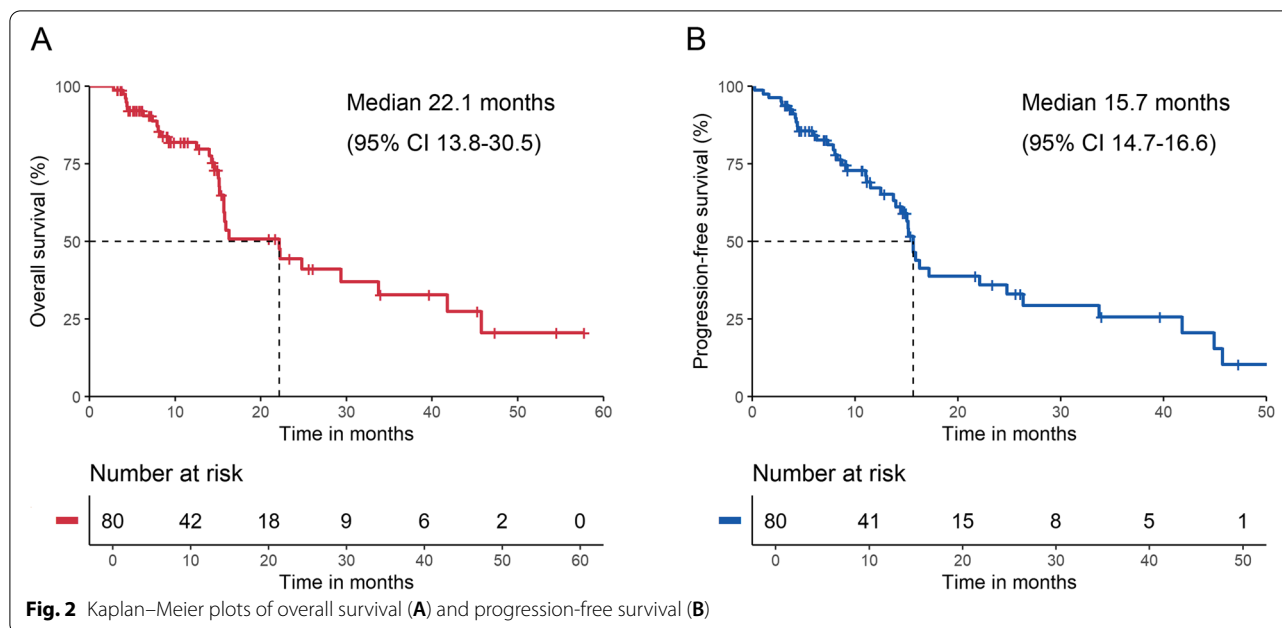 A
Overall survival (%)
100
75
50
25
0
Median 22.1 months
(95% CI 13.8-30.5)
0 10 20 30 40 50 60
Time in months
Number at risk
80 42 18 9 6 2 0
0 10 20 30 40 50 60
Time in months
B
Progression-free survival (%)
100
75
50
25
0
Median 15.7 months
(95% CI 14.7-16.6)
0 10 20 30 40 50
Time in months
Number at risk
80 41 15 8 5 1
0 10 20 30 40 50
Time in months
Fig. 2 Kaplan–Meier plots of overall survival (A) and progression-free survival (B)